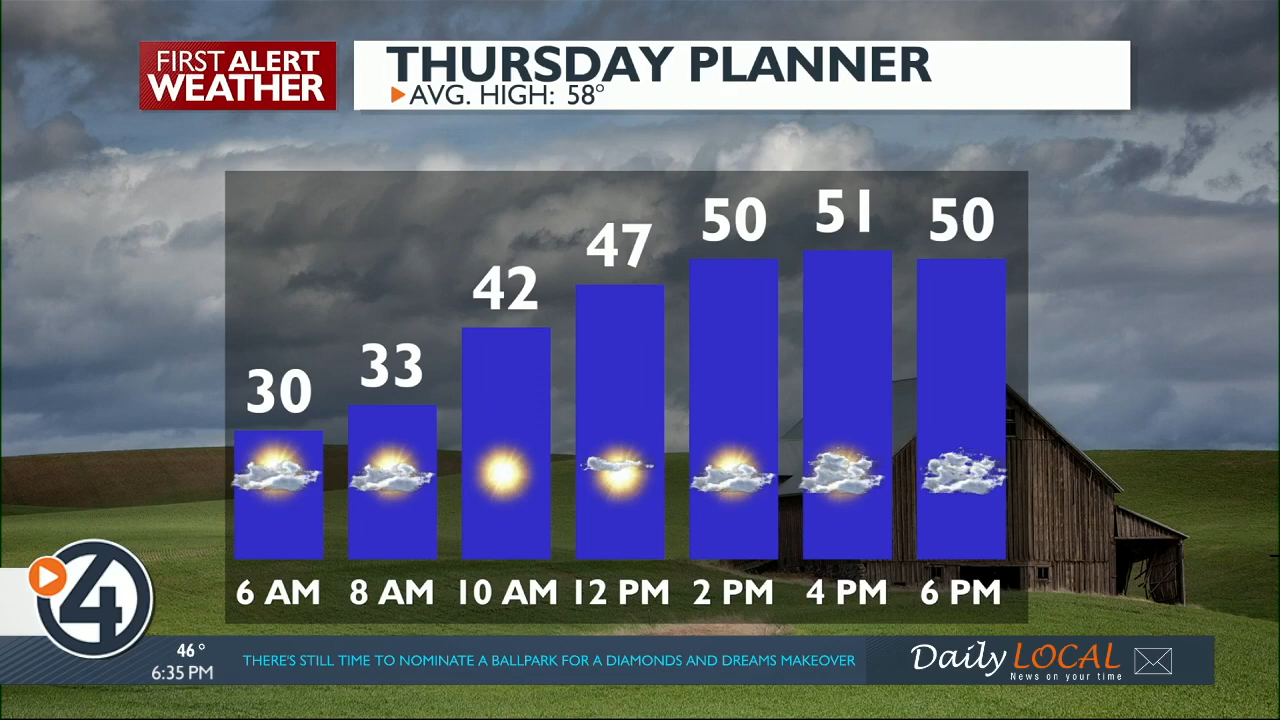 FIRST ALERT
WEATHER
THURSDAY PLANNER
AVG. HIGH: 58°
30
33
42
47
50
51
50
6 AM
8 AM
10 AM
12 PM
2 PM
4 PM
6 PM
4
46°
6:35 PM
THERE'S STILL TIME TO NOMINATE A BALLPARK FOR A DIAMONDS AND DREAMS MAKEOVER
Daily LOCAL
News on your time